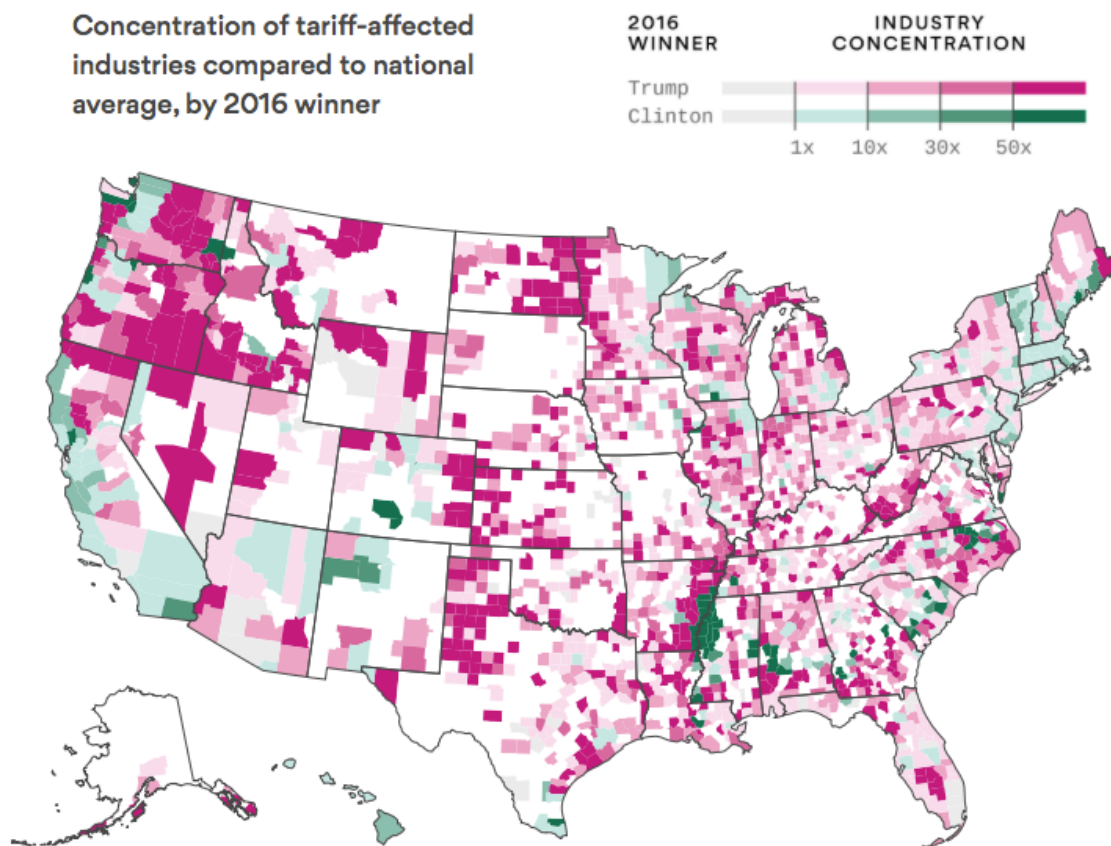 Concentration of tariff-affected
industries compared to national
average, by 2016 winner
2016
WINNER
INDUSTRY
CONCENTRATION
Trump
Clinton
1x 10x 30x 50x